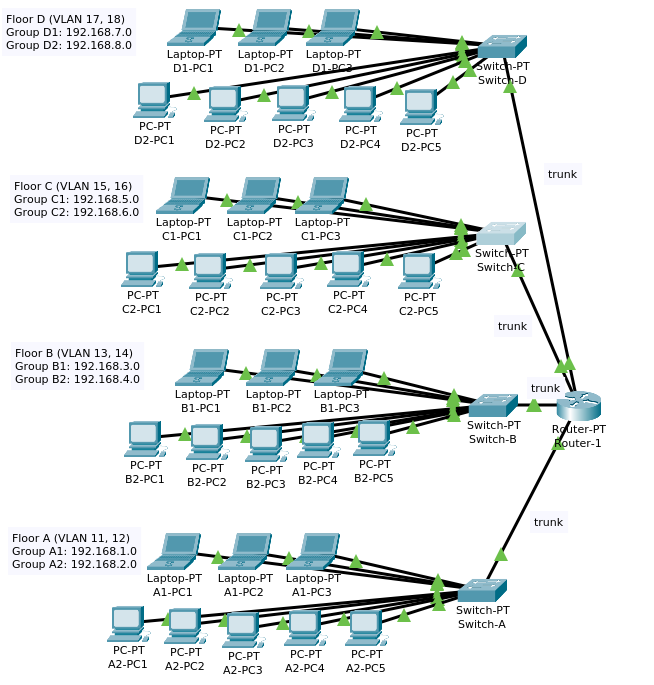 Floor D (VLAN 17, 18)
Group D1: 192.168.7.0
Group D2: 192.168.8.0
Laptop-PT
D1-PC1
Laptop-PT
D1-PC2
Laptop-PT
D1-PC3
Switch-PT
Switch-D
PC-PT
D2-PC1
PC-PT
D2-PC2
PC-PT
D2-PC3
PC-PT
D2-PC4
PC-PT
D2-PC5
trunk
Floor C (VLAN 15, 16)
Group C1: 192.168.5.0
Group C2: 192.168.6.0
Laptop-PT
C1-PC1
Laptop-PT
C1-PC2
Laptop-PT
C1-PC3
Switch-PT
Switch-C
PC-PT
C2-PC1
PC-PT
C2-PC2
PC-PT
C2-PC3
PC-PT
C2-PC4
PC-PT
C2-PC5
trunk
Floor B (VLAN 13, 14)
Group B1: 192.168.3.0
Group B2: 192.168.4.0
Laptop-PT
B1-PC1
Laptop-PT
B1-PC2
Laptop-PT
B1-PC3
trunk
Switch-PT
Switch-B
Router-PT
Router-1
PC-PT
B2-PC1
PC-PT
B2-PC2
PC-PT
B2-PC3
PC-PT
B2-PC4
PC-PT
B2-PC5
trunk
Floor A (VLAN 11, 12)
Group A1: 192.168.1.0
Group A2: 192.168.2.0
Laptop-PT
A1-PC1
Laptop-PT
A1-PC2
Laptop-PT
A1-PC3
Switch-PT
Switch-A
PC-PT
A2-PC1
PC-PT
A2-PC2
PC-PT
A2-PC3
PC-PT
A2-PC4
PC-PT
A2-PC5